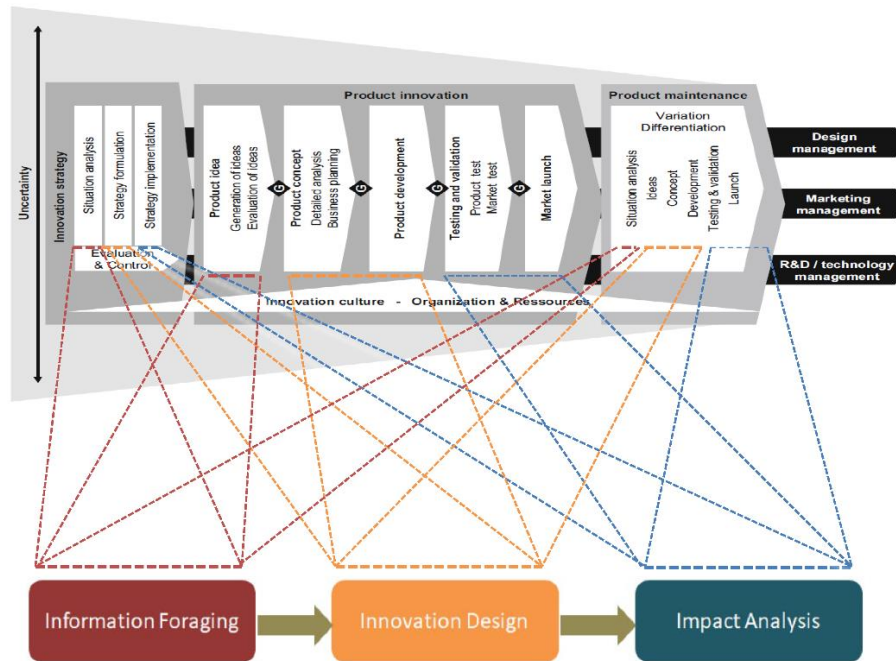 Uncertainty
Innovation strategy
Situation analysis
Strategy formulation
Strategy implementation
Evaluation
& Control
Product innovation
Product idea
Generation of ideas
Evaluation of ideas
G
Product concept
Detailed analysis
Business planning
G
Product development
G
Testing and validation
Product test
Market test
G
Market launch
Innovation culture - Organization & Ressources
Product maintenance
Variation
Differentiation
Situation analysis
Ideas
Concept
Development
Testing & validation
Launch
Design
management
Marketing
management
R&D / technology
management
Information Foraging
Innovation Design
Impact Analysis